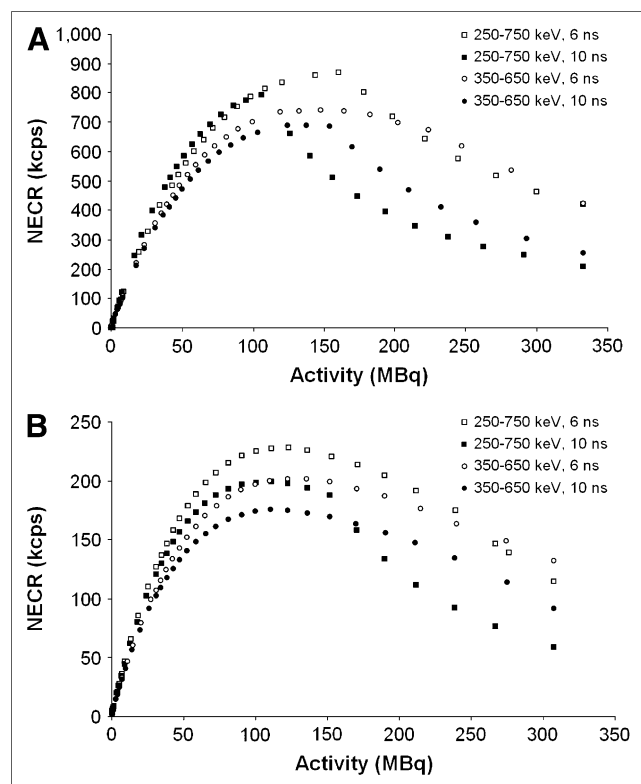 A
1,000
900
800
700
600
500
400
300
200
100
0
NECR (kcps)
250-750 keV, 6 ns
250-750 keV, 10 ns
350-650 keV, 6 ns
350-650 keV, 10 ns
0 50 100 150 200 250 300 350
Activity (MBq)
B
250
200
150
100
50
0
NECR (kcps)
250-750 keV, 6 ns
250-750 keV, 10 ns
350-650 keV, 6 ns
350-650 keV, 10 ns
0 50 100 150 200 250 300 350
Activity (MBq)